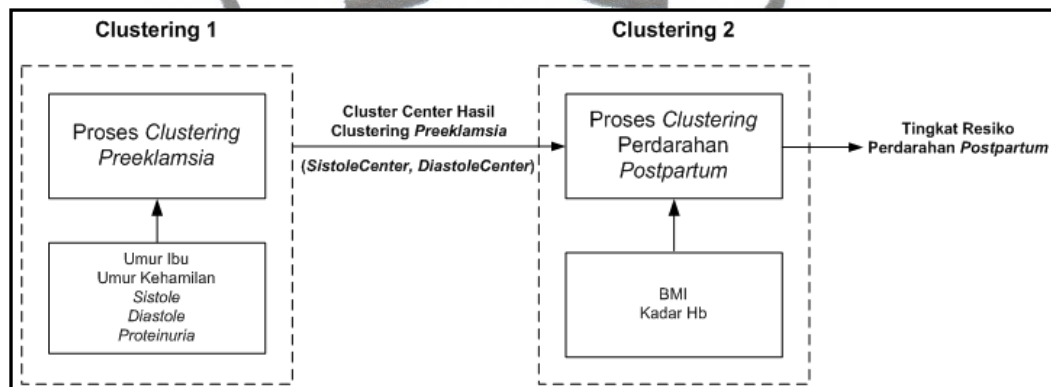 Clustering 1
Proses Clustering
Preeklamsia
Umur Ibu
Umur Kehamilan
Sistole
Diastole
Proteinuria
Cluster Center Hasil
Clustering Preeklamsia
(SistoleCenter, DiastoleCenter)
Clustering 2
Proses Clustering
Perdarahan
Postpartum
BMI
Kadar Hb
Tingkat Resiko
Perdarahan Postpartum